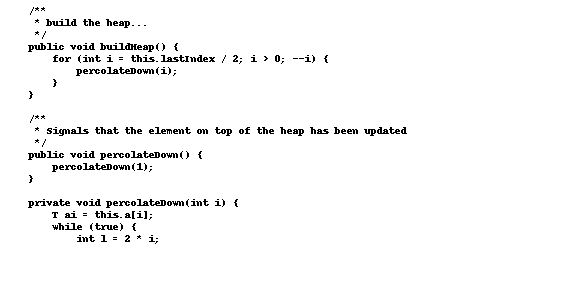 /**
 * build the heap...
 */
public void buildHeap() {
    for (int i = this.lastIndex / 2; i > 0; --i) {
        percolateDown(i);
    }
}

/**
 * Signals that the element on top of the heap has been updated
 */
public void percolateDown() {
    percolateDown(1);
}

private void percolateDown(int i) {
    T ai = this.a[i];
    while (true) {
        int l = 2 * i;